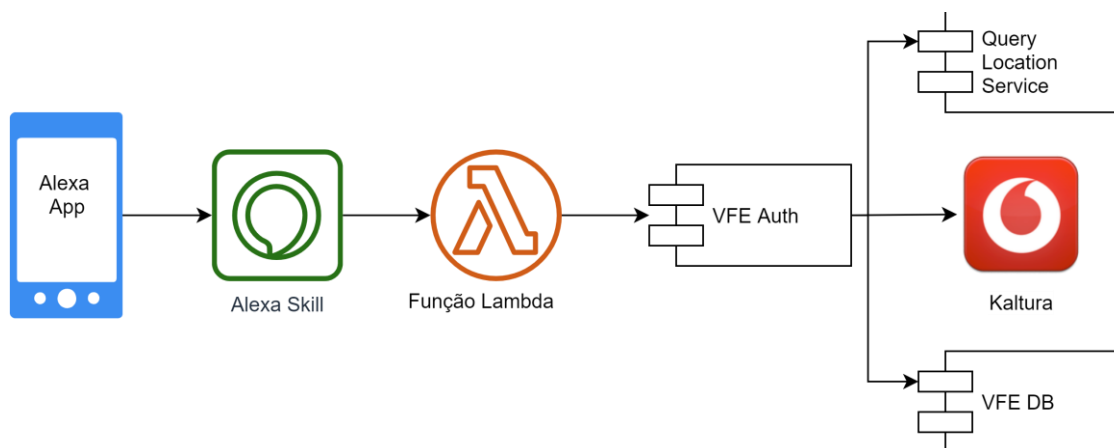 Query
Location
Service
Alexa
App
VFE Auth
Alexa Skill
Função Lambda
Kaltura
VFE DB